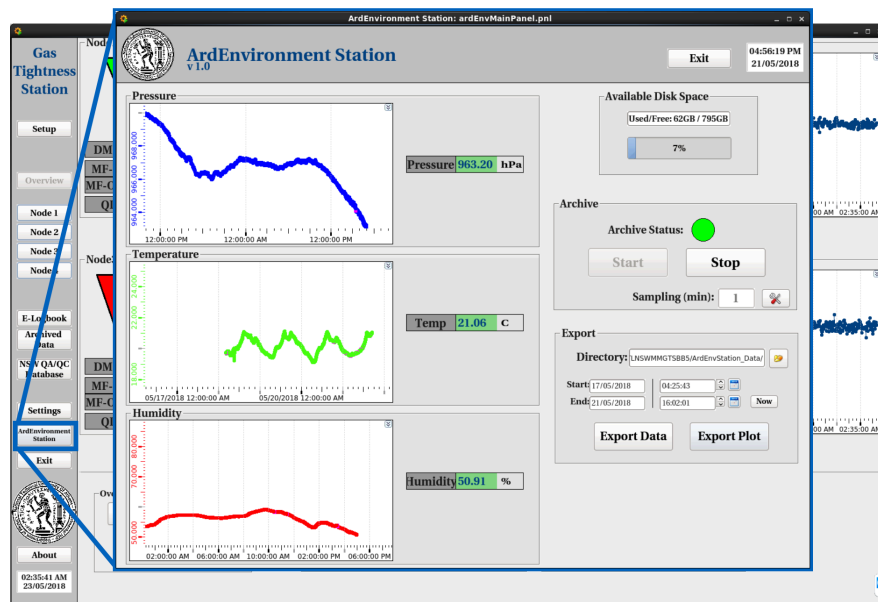 ArdEnvironment Station: ardEnvMainPanel.pnl
ArdEnvironment Station
v 1.0
Exit
04:56:19 PM
21/05/2018
Gas
Tightness
Station
Setup
Overview
Node 1
Node 2
Node 3
E-Logbook
Archived
Data
NSW QA/QC
Database
Settings
ArdEnvironment
Station
Exit
About
02:35:41 AM
23/05/2018
Pressure
968.000
966.000
964.000
12:00:00 PM 12:00:00 AM 12:00:00 PM
Pressure 963.20 hPa
Temperature
24.000
22.000
18.000
05/17/2018 12:00:00 AM 05/20/2018 12:00:00 AM
Temp 21.06 C
Humidity
80.000
70.000
50.000
02:00:00 AM 06:00:00 AM 10:00:00 AM 02:00:00 PM 06:00:00 PM
Humidity 50.91 %
Available Disk Space
Used/Free: 62GB / 795GB
7%
Archive
Archive Status:
Start Stop
Sampling (min): 1
Export
Directory: LNSWMMGTSBB5/ArdEnvStation_Data/
Start: 17/05/2018 04:25:43
End: 21/05/2018 16:02:01 Now
Export Data Export Plot
02:35:00 AM
02:35:00 AM